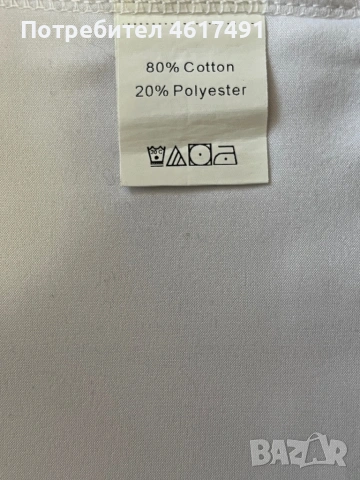 Потребител 4617491
80% Cotton
20% Polyester
BAZAR